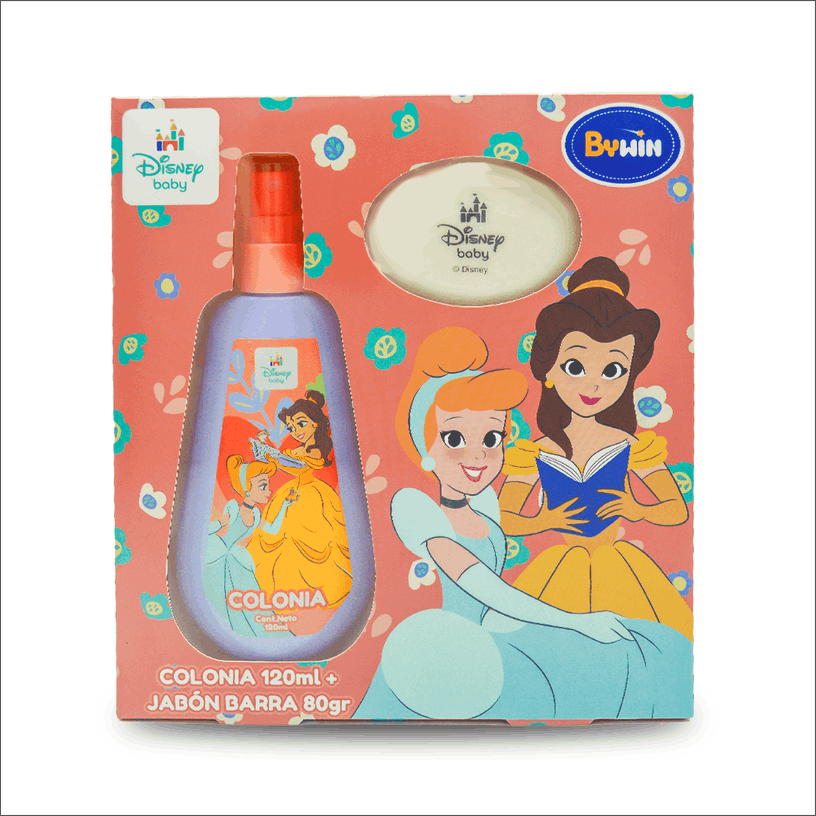 Disney
baby
BYWIN
Disney
baby
© Disney
Disney
baby
COLONIA
Cont.Neto
120ml
COLONIA 120ml +
JABÓN BARRA 80gr